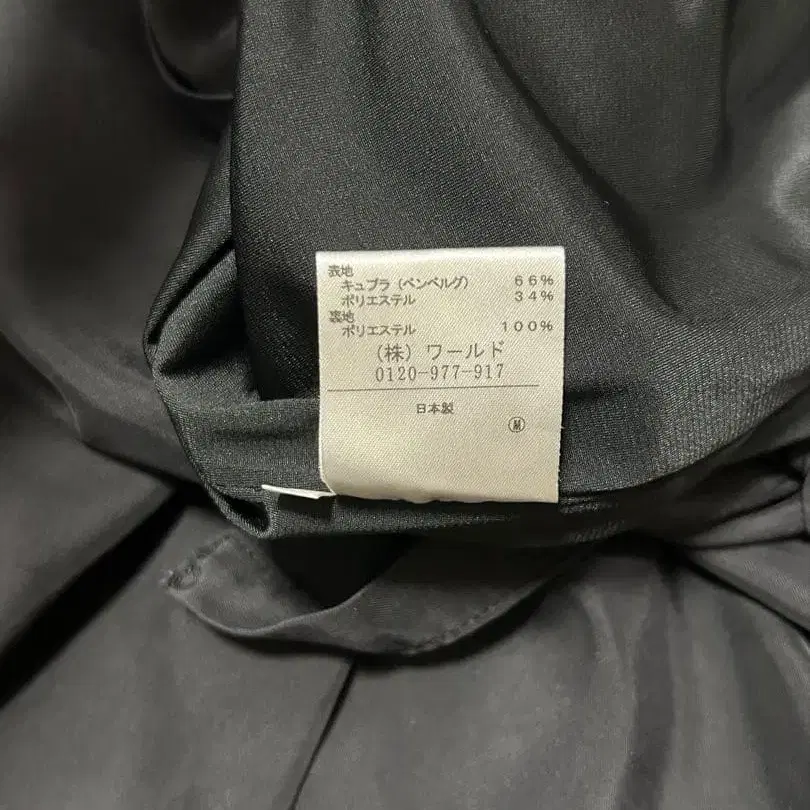 表地
キュプラ (ベンベルグ) 66%
ポリエステル 34%
裏地
ポリエステル 100%
(株) ワールド
0120-977-917
日本製
Ⓜ